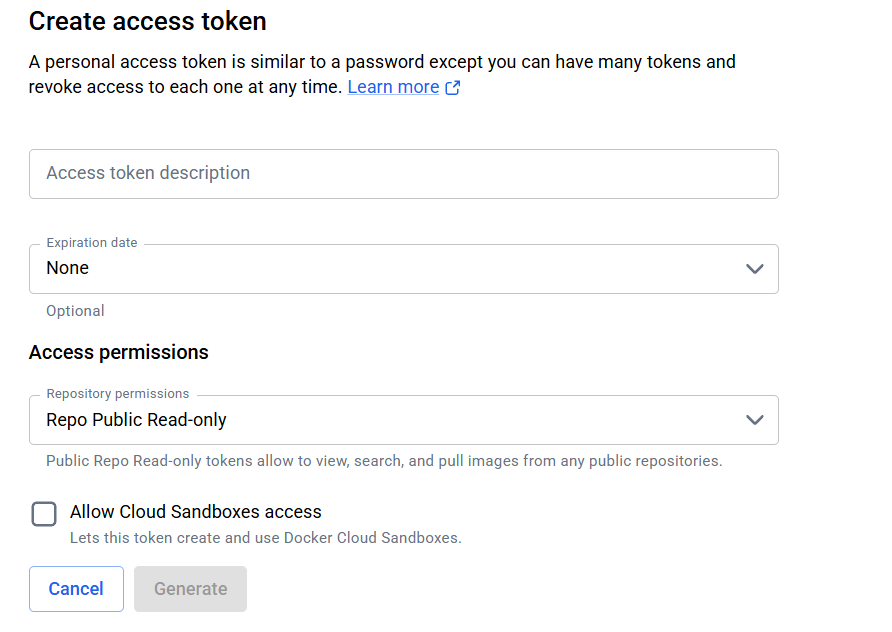 Create access token
A personal access token is similar to a password except you can have many tokens and
revoke access to each one at any time. Learn more
Access token description
Expiration date
None
Optional
Access permissions
Repository permissions
Repo Public Read-only
Public Repo Read-only tokens allow to view, search, and pull images from any public repositories.
Allow Cloud Sandboxes access
Lets this token create and use Docker Cloud Sandboxes.
Cancel Generate